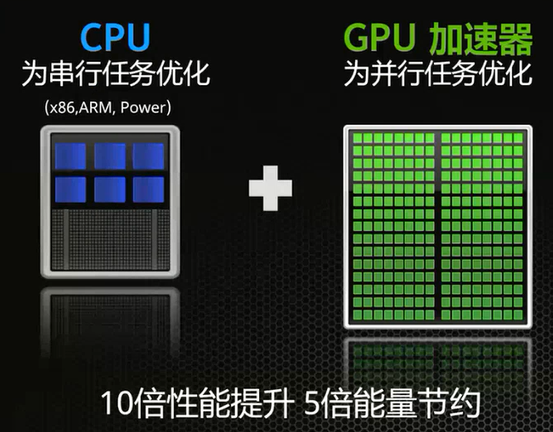 CPU
为串行任务优化
(x86,ARM, Power)
GPU 加速器
为并行任务优化
10倍性能提升 5倍能量节约